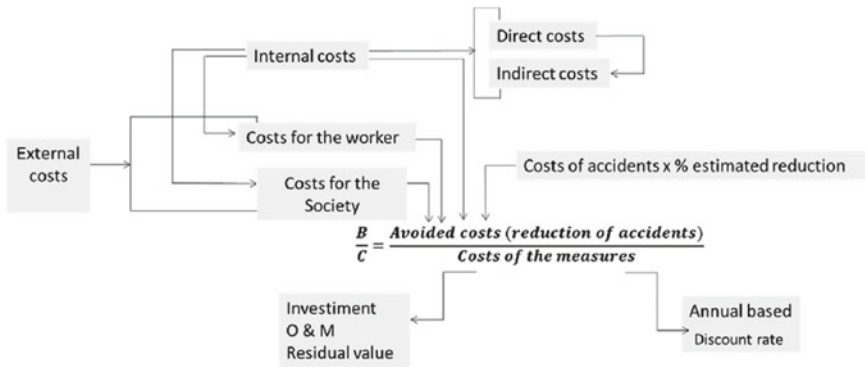 Direct costs
Internal costs
Indirect costs
Costs for the worker
External
costs
Costs of accidents x % estimated reduction
Costs for the
Society
B/C = Avoided costs (reduction of accidents)/Costs of the measures
Investiment
O & M
Residual value
Annual based
Discount rate